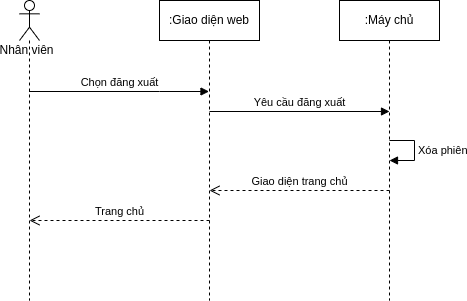 :Giao diện web
:Máy chủ
Nhân viên
Chọn đăng xuất
Yêu cầu đăng xuất
Xóa phiên
Giao diện trang chủ
Trang chủ